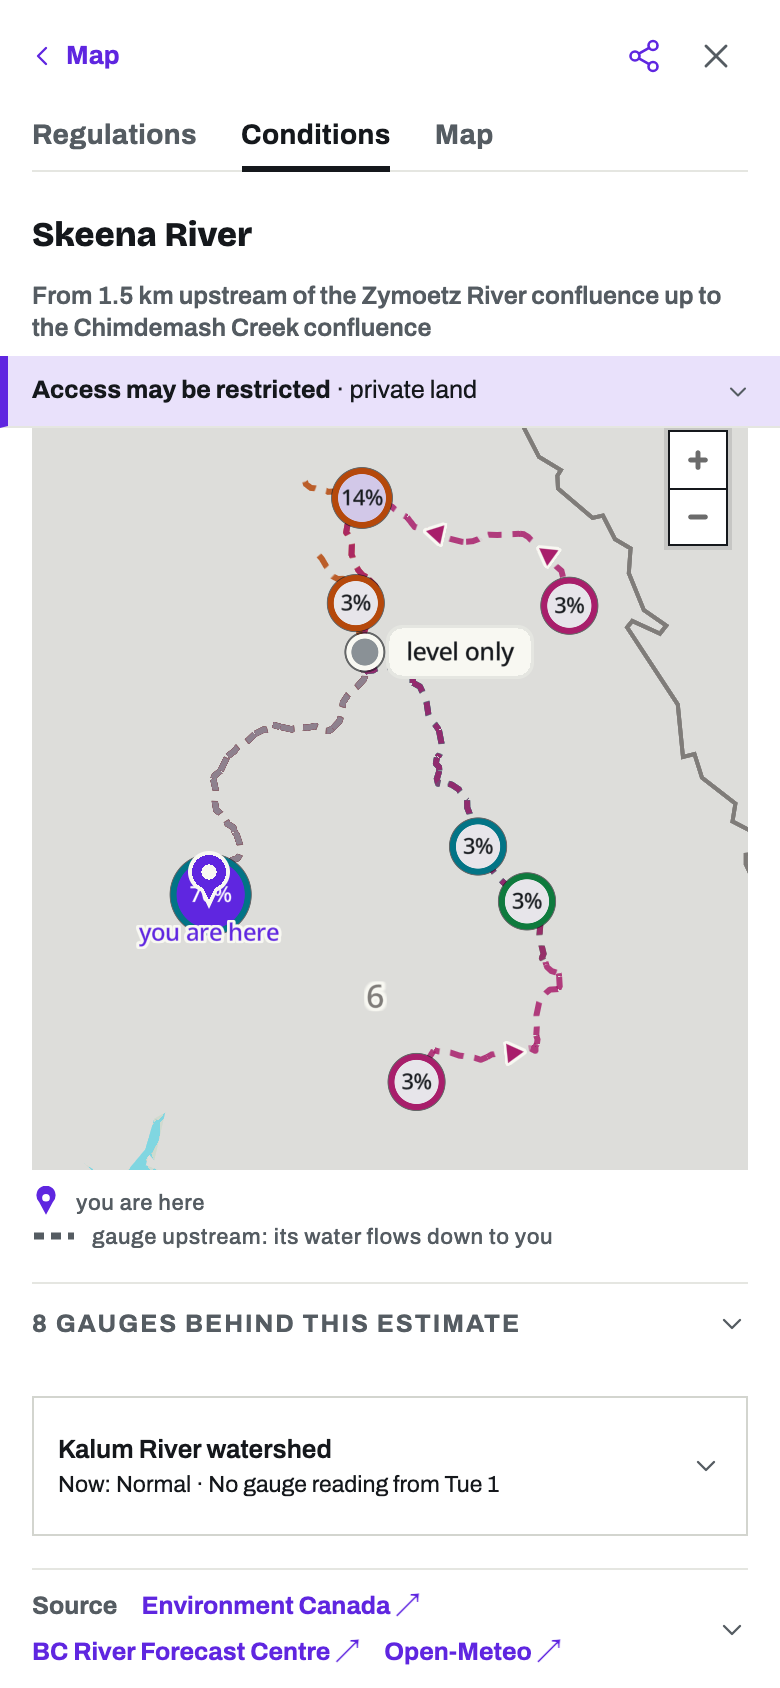 Map
Regulations Conditions Map
Skeena River
From 1.5 km upstream of the Zymoetz River confluence up to
the Chimdemash Creek confluence
Access may be restricted · private land
+
14%
−
3%
3%
level only
3%
3%
you are here
6
3%
you are here
gauge upstream: its water flows down to you
8 GAUGES BEHIND THIS ESTIMATE
Kalum River watershed
Now: Normal · No gauge reading from Tue 1
Source Environment Canada
BC River Forecast Centre Open-Meteo